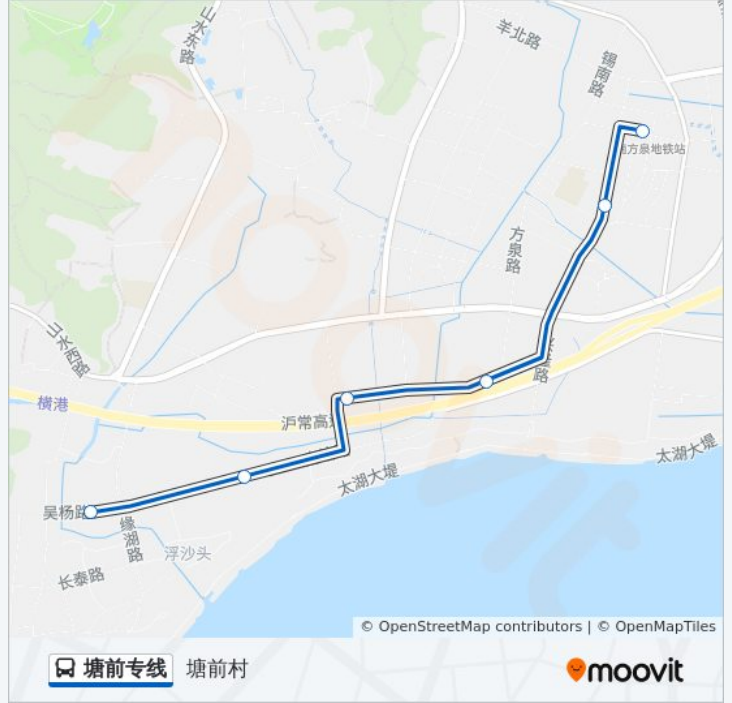 山水东路
羊北路
锡南路
南方泉地铁站
方泉路
山水西路
横港
沪常高速
路
太湖大堤
太湖大堤
吴杨路
缘湖路
浮沙头
长泰路
© OpenStreetMap contributors | © OpenMapTiles
塘前专线 塘前村
moovit